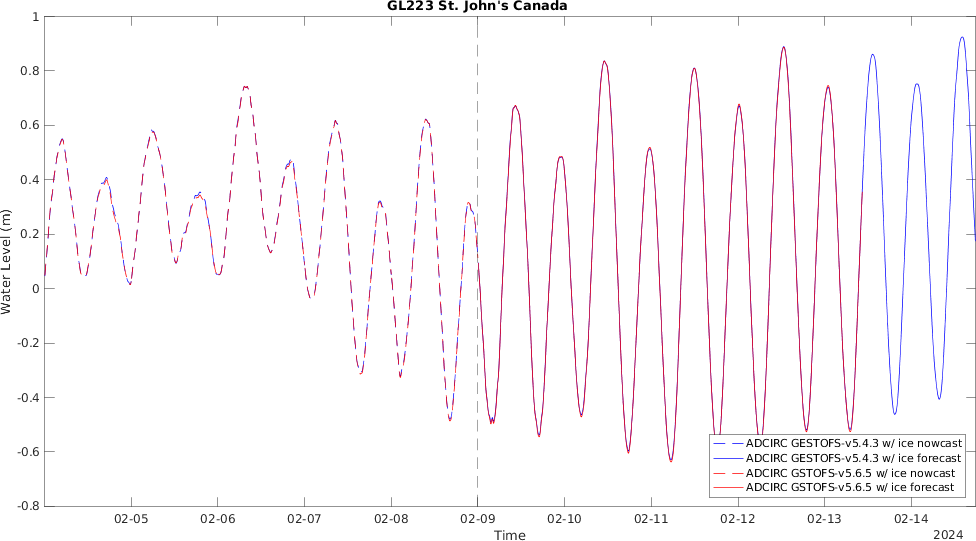 GL223 St. John's Canada
1
0.8
0.6
0.4
0.2
0
-0.2
-0.4
-0.6
-0.8
Water Level (m)
ADCIRC GESTOFS-v5.4.3 w/ ice nowcast
ADCIRC GESTOFS-v5.4.3 w/ ice forecast
ADCIRC GSTOFS-v5.6.5 w/ ice nowcast
ADCIRC GSTOFS-v5.6.5 w/ ice forecast
02-05 02-06 02-07 02-08 02-09 02-10 02-11 02-12 02-13 02-14
Time
2024